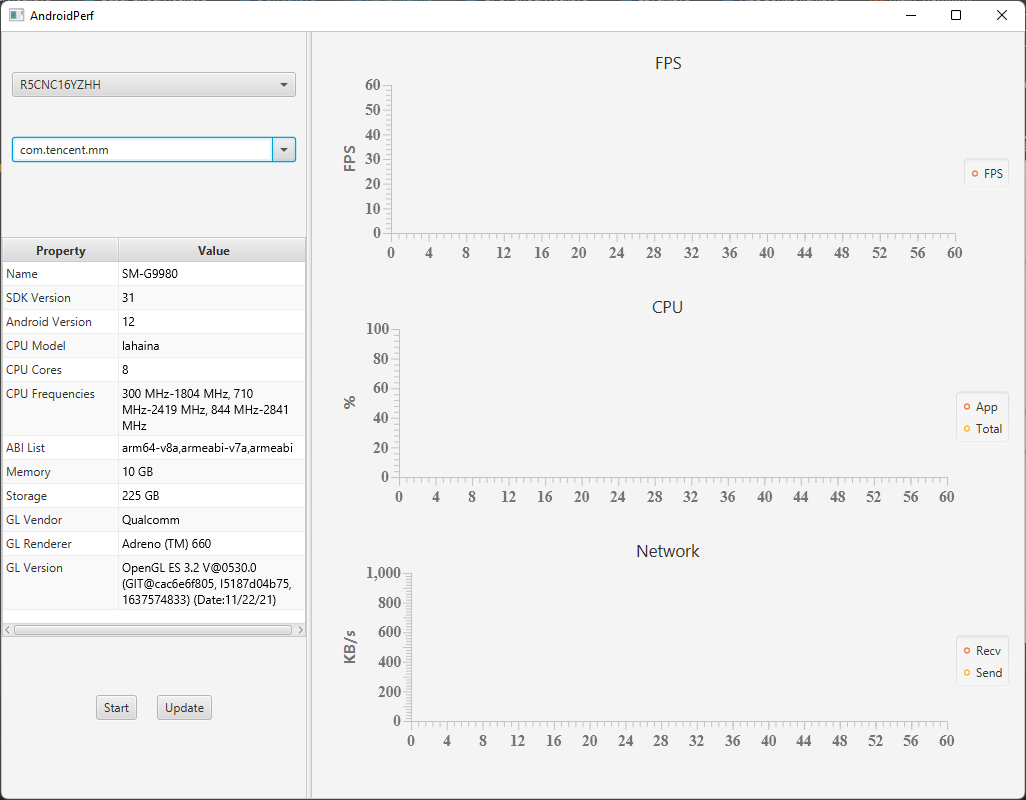 AndroidPerf
R5CNC16YZHH
com.tencent.mm
Property Value
Name SM-G9980
SDK Version 31
Android Version 12
CPU Model lahaina
CPU Cores 8
CPU Frequencies 300 MHz-1804 MHz, 710
MHz-2419 MHz, 844 MHz-2841
MHz
ABI List arm64-v8a,armeabi-v7a,armeabi
Memory 10 GB
Storage 225 GB
GL Vendor Qualcomm
GL Renderer Adreno (TM) 660
GL Version OpenGL ES 3.2 V@0530.0
(GIT@cac6e6f805, I5187d04b75,
1637574833) (Date:11/22/21)
Start Update
FPS
FPS
60
50
40
30
20
10
0
0 4 8 12 16 20 24 28 32 36 40 44 48 52 56 60
FPS
CPU
%
100
80
60
40
20
0
0 4 8 12 16 20 24 28 32 36 40 44 48 52 56 60
App
Total
Network
KB/s
1,000
800
600
400
200
0
0 4 8 12 16 20 24 28 32 36 40 44 48 52 56 60
Recv
Send